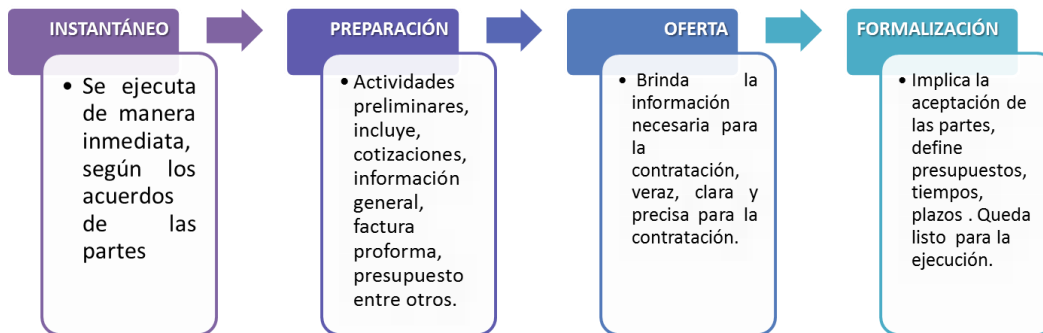 INSTANTÁNEO
• Se ejecuta
de manera
inmediata,
según los
acuerdos
de las
partes
PREPARACIÓN
• Actividades
preliminares,
incluye,
cotizaciones,
información
general,
factura
proforma,
presupuesto
entre otros.
OFERTA
• Brinda la
información
necesaria para
la
contratación,
veraz, clara y
precisa para la
contratación.
FORMALIZACIÓN
• Implica la
aceptación de
las partes,
define
presupuestos,
tiempos,
plazos . Queda
listo para la
ejecución.